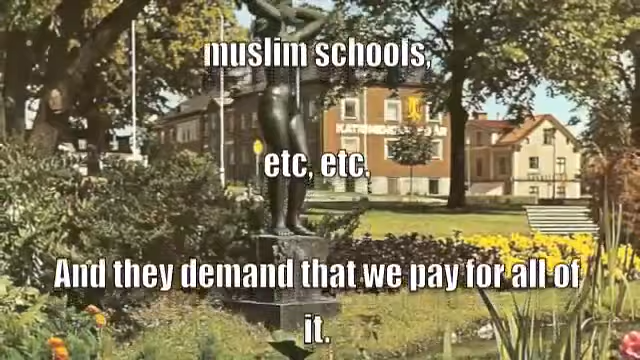 muslim schools,
etc, etc.
And they demand that we pay for all of
it.